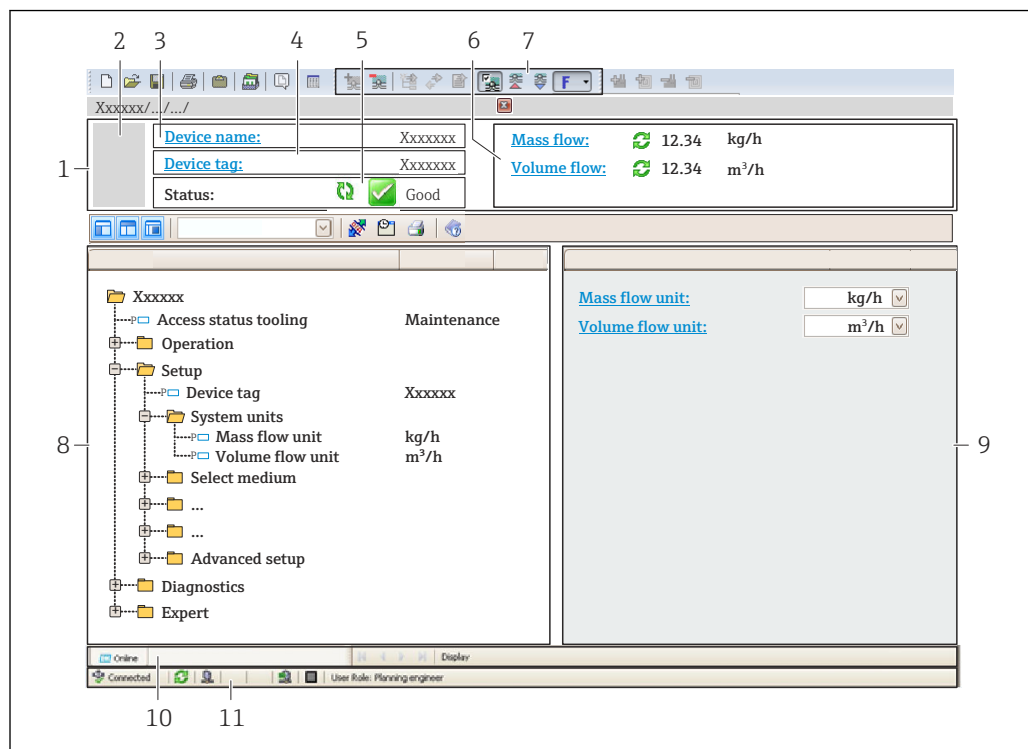 2 3 4 5 6 7
F
Xxxxxx/.../.../
1
Device name: Xxxxxxx
Device tag: Xxxxxxx
Status: Good
Mass flow: 12.34 kg/h
Volume flow: 12.34 m³/h
Xxxxxx
P Access status tooling Maintenance
Operation
Setup
P Device tag Xxxxxx
System units
P Mass flow unit kg/h
P Volume flow unit m³/h
Select medium
...
...
Advanced setup
Diagnostics
Expert
Mass flow unit: kg/h
Volume flow unit: m³/h
8
9
Online Display
Connected User Role: Planning engineer
10 11